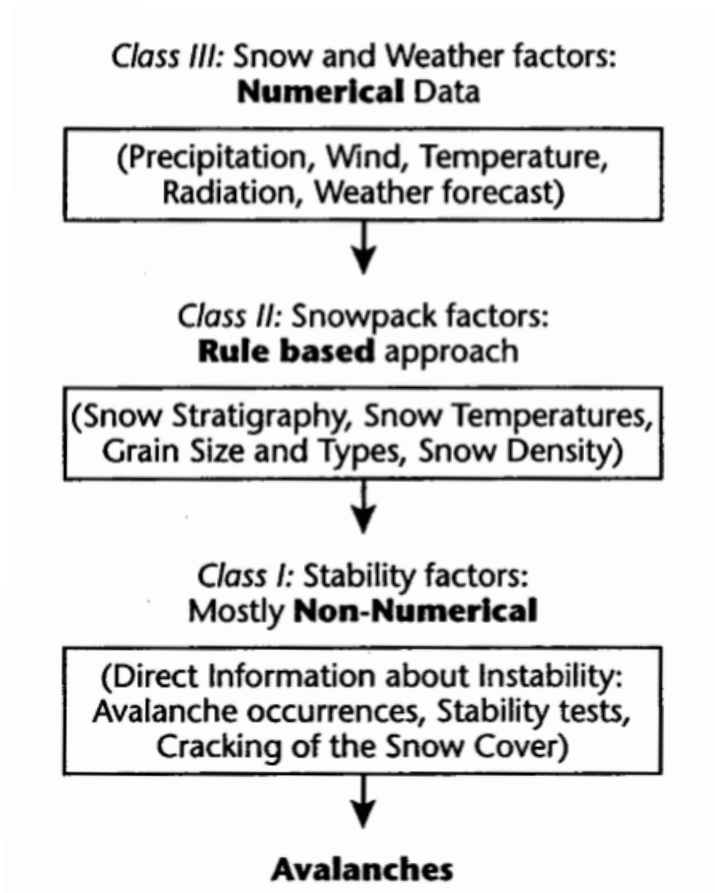 Class III: Snow and Weather factors:
Numerical Data
(Precipitation, Wind, Temperature,
Radiation, Weather forecast)
Class II: Snowpack factors:
Rule based approach
(Snow Stratigraphy, Snow Temperatures,
Grain Size and Types, Snow Density)
Class I: Stability factors:
Mostly Non-Numerical
(Direct Information about Instability:
Avalanche occurrences, Stability tests,
Cracking of the Snow Cover)
Avalanches